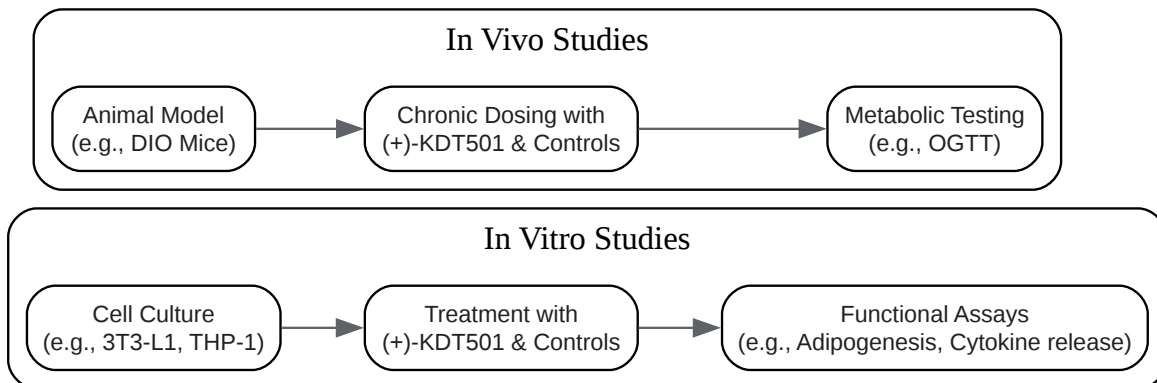 In Vivo Studies
Animal Model
(e.g., DIO Mice)
Chronic Dosing with
(+)-KDT501 & Controls
Metabolic Testing
(e.g., OGTT)
In Vitro Studies
Cell Culture
(e.g., 3T3-L1, THP-1)
Treatment with
(+)-KDT501 & Controls
Functional Assays
(e.g., Adipogenesis, Cytokine release)